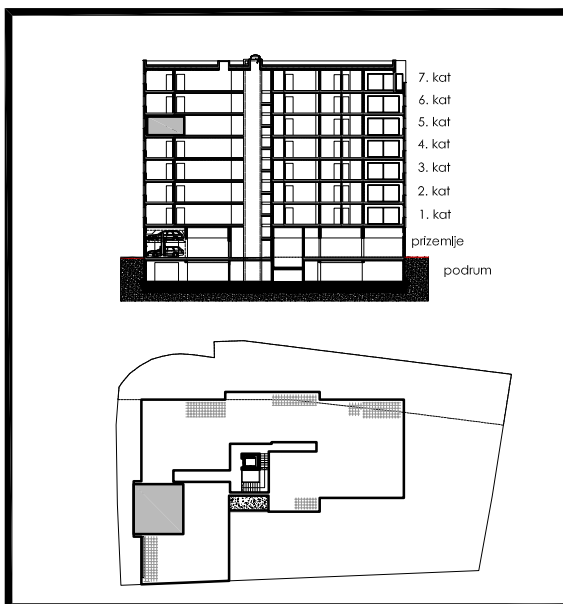 7. kat
6. kat
5. kat
4. kat
3. kat
2. kat
1. kat
prizemlje
podrum